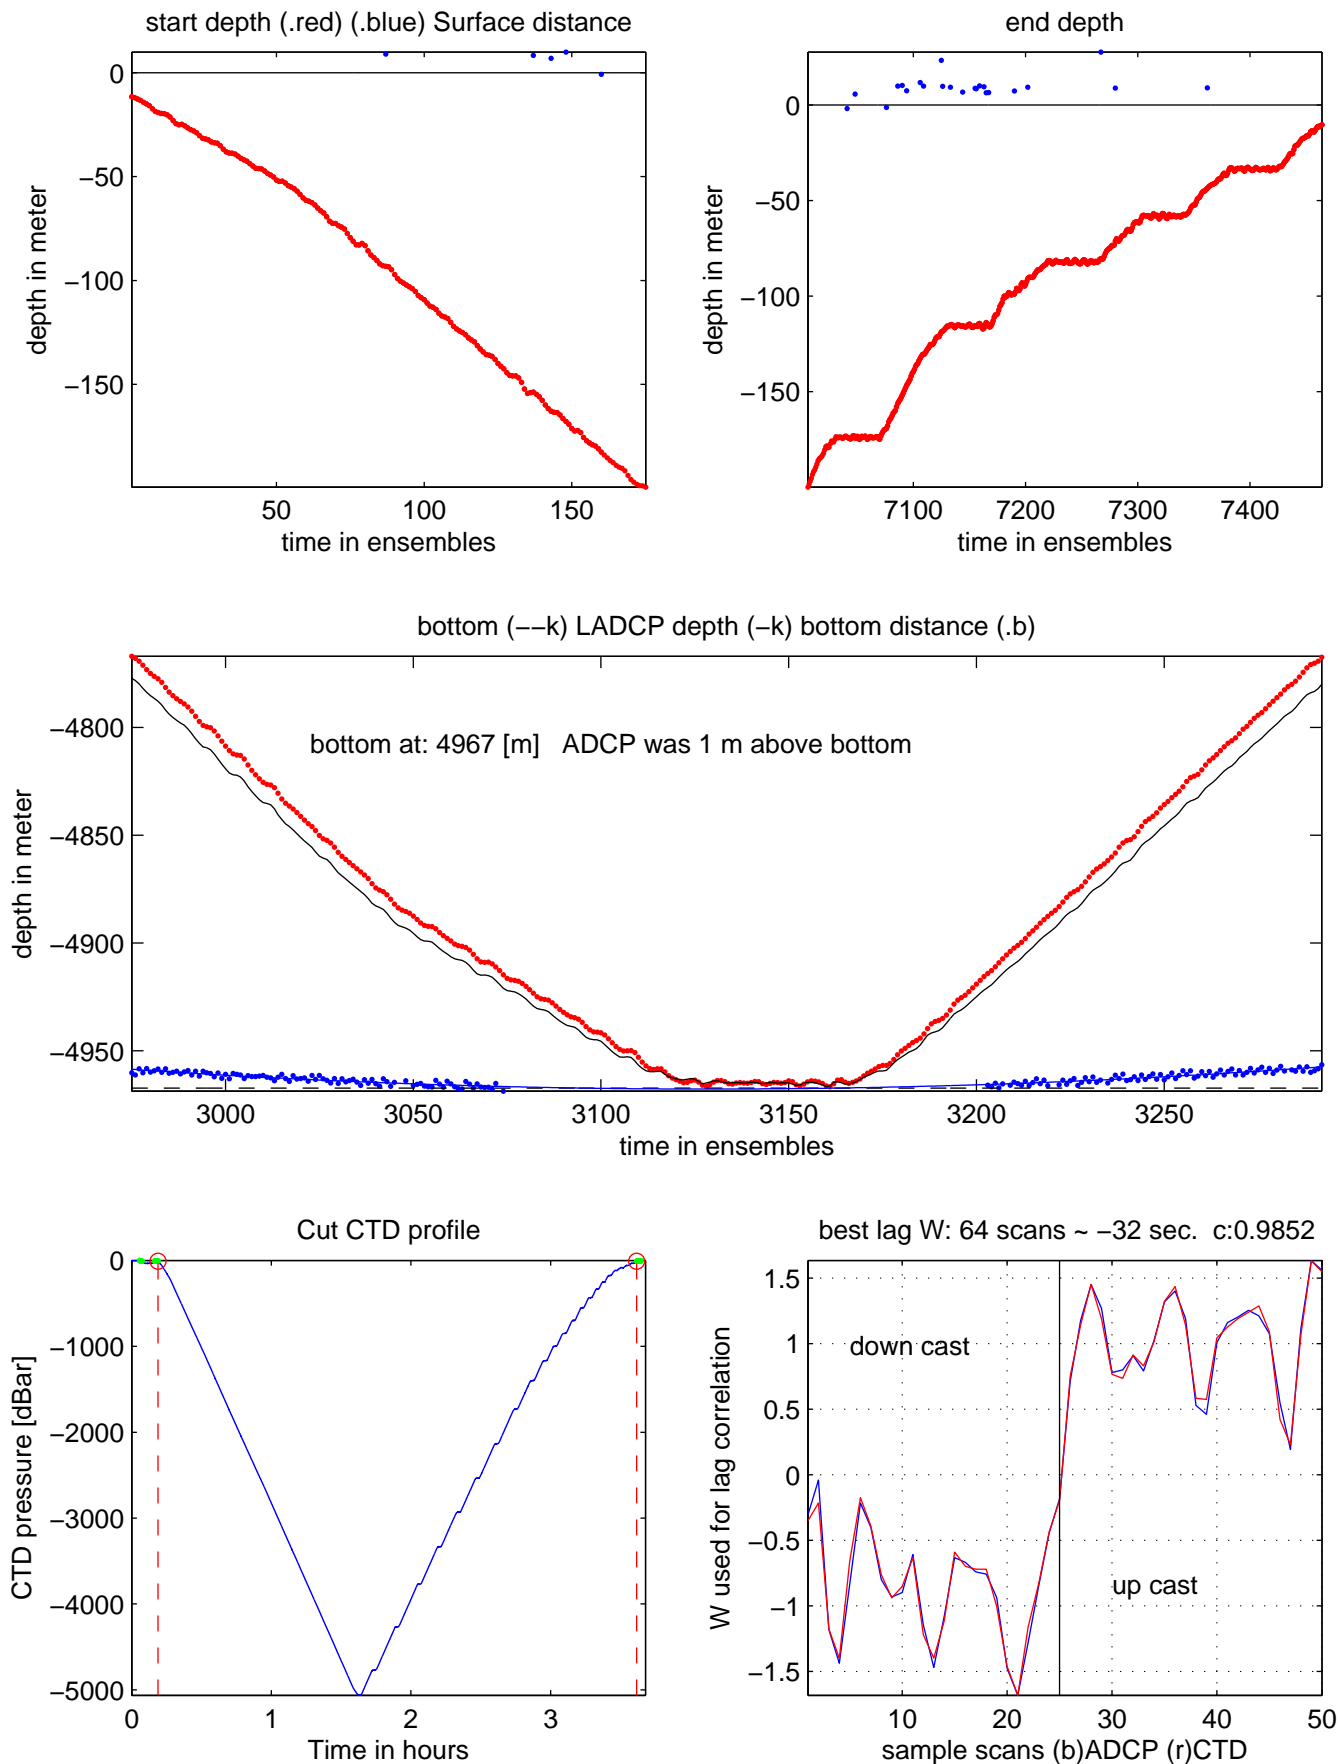 start depth (.red) (.blue) Surface distance
end depth
0
−50
−100
−150
depth in meter
50
100
150
time in ensembles
0
−50
−100
−150
depth in meter
7100
7200
7300
7400
time in ensembles
bottom (−−k) LADCP depth (−k) bottom distance (.b)
bottom at: 4967 [m]   ADCP was 1 m above bottom
−4800
−4850
−4900
−4950
depth in meter
3000
3050
3100
3150
3200
3250
time in ensembles
Cut CTD profile
0
−1000
−2000
−3000
−4000
−5000
CTD pressure [dBar]
0
1
2
3
Time in hours
best lag W: 64 scans ~ −32 sec.  c:0.9852
1.5
1
0.5
0
−0.5
−1
−1.5
W used for lag correlation
down cast
up cast
10
20
30
40
50
sample scans (b)ADCP (r)CTD